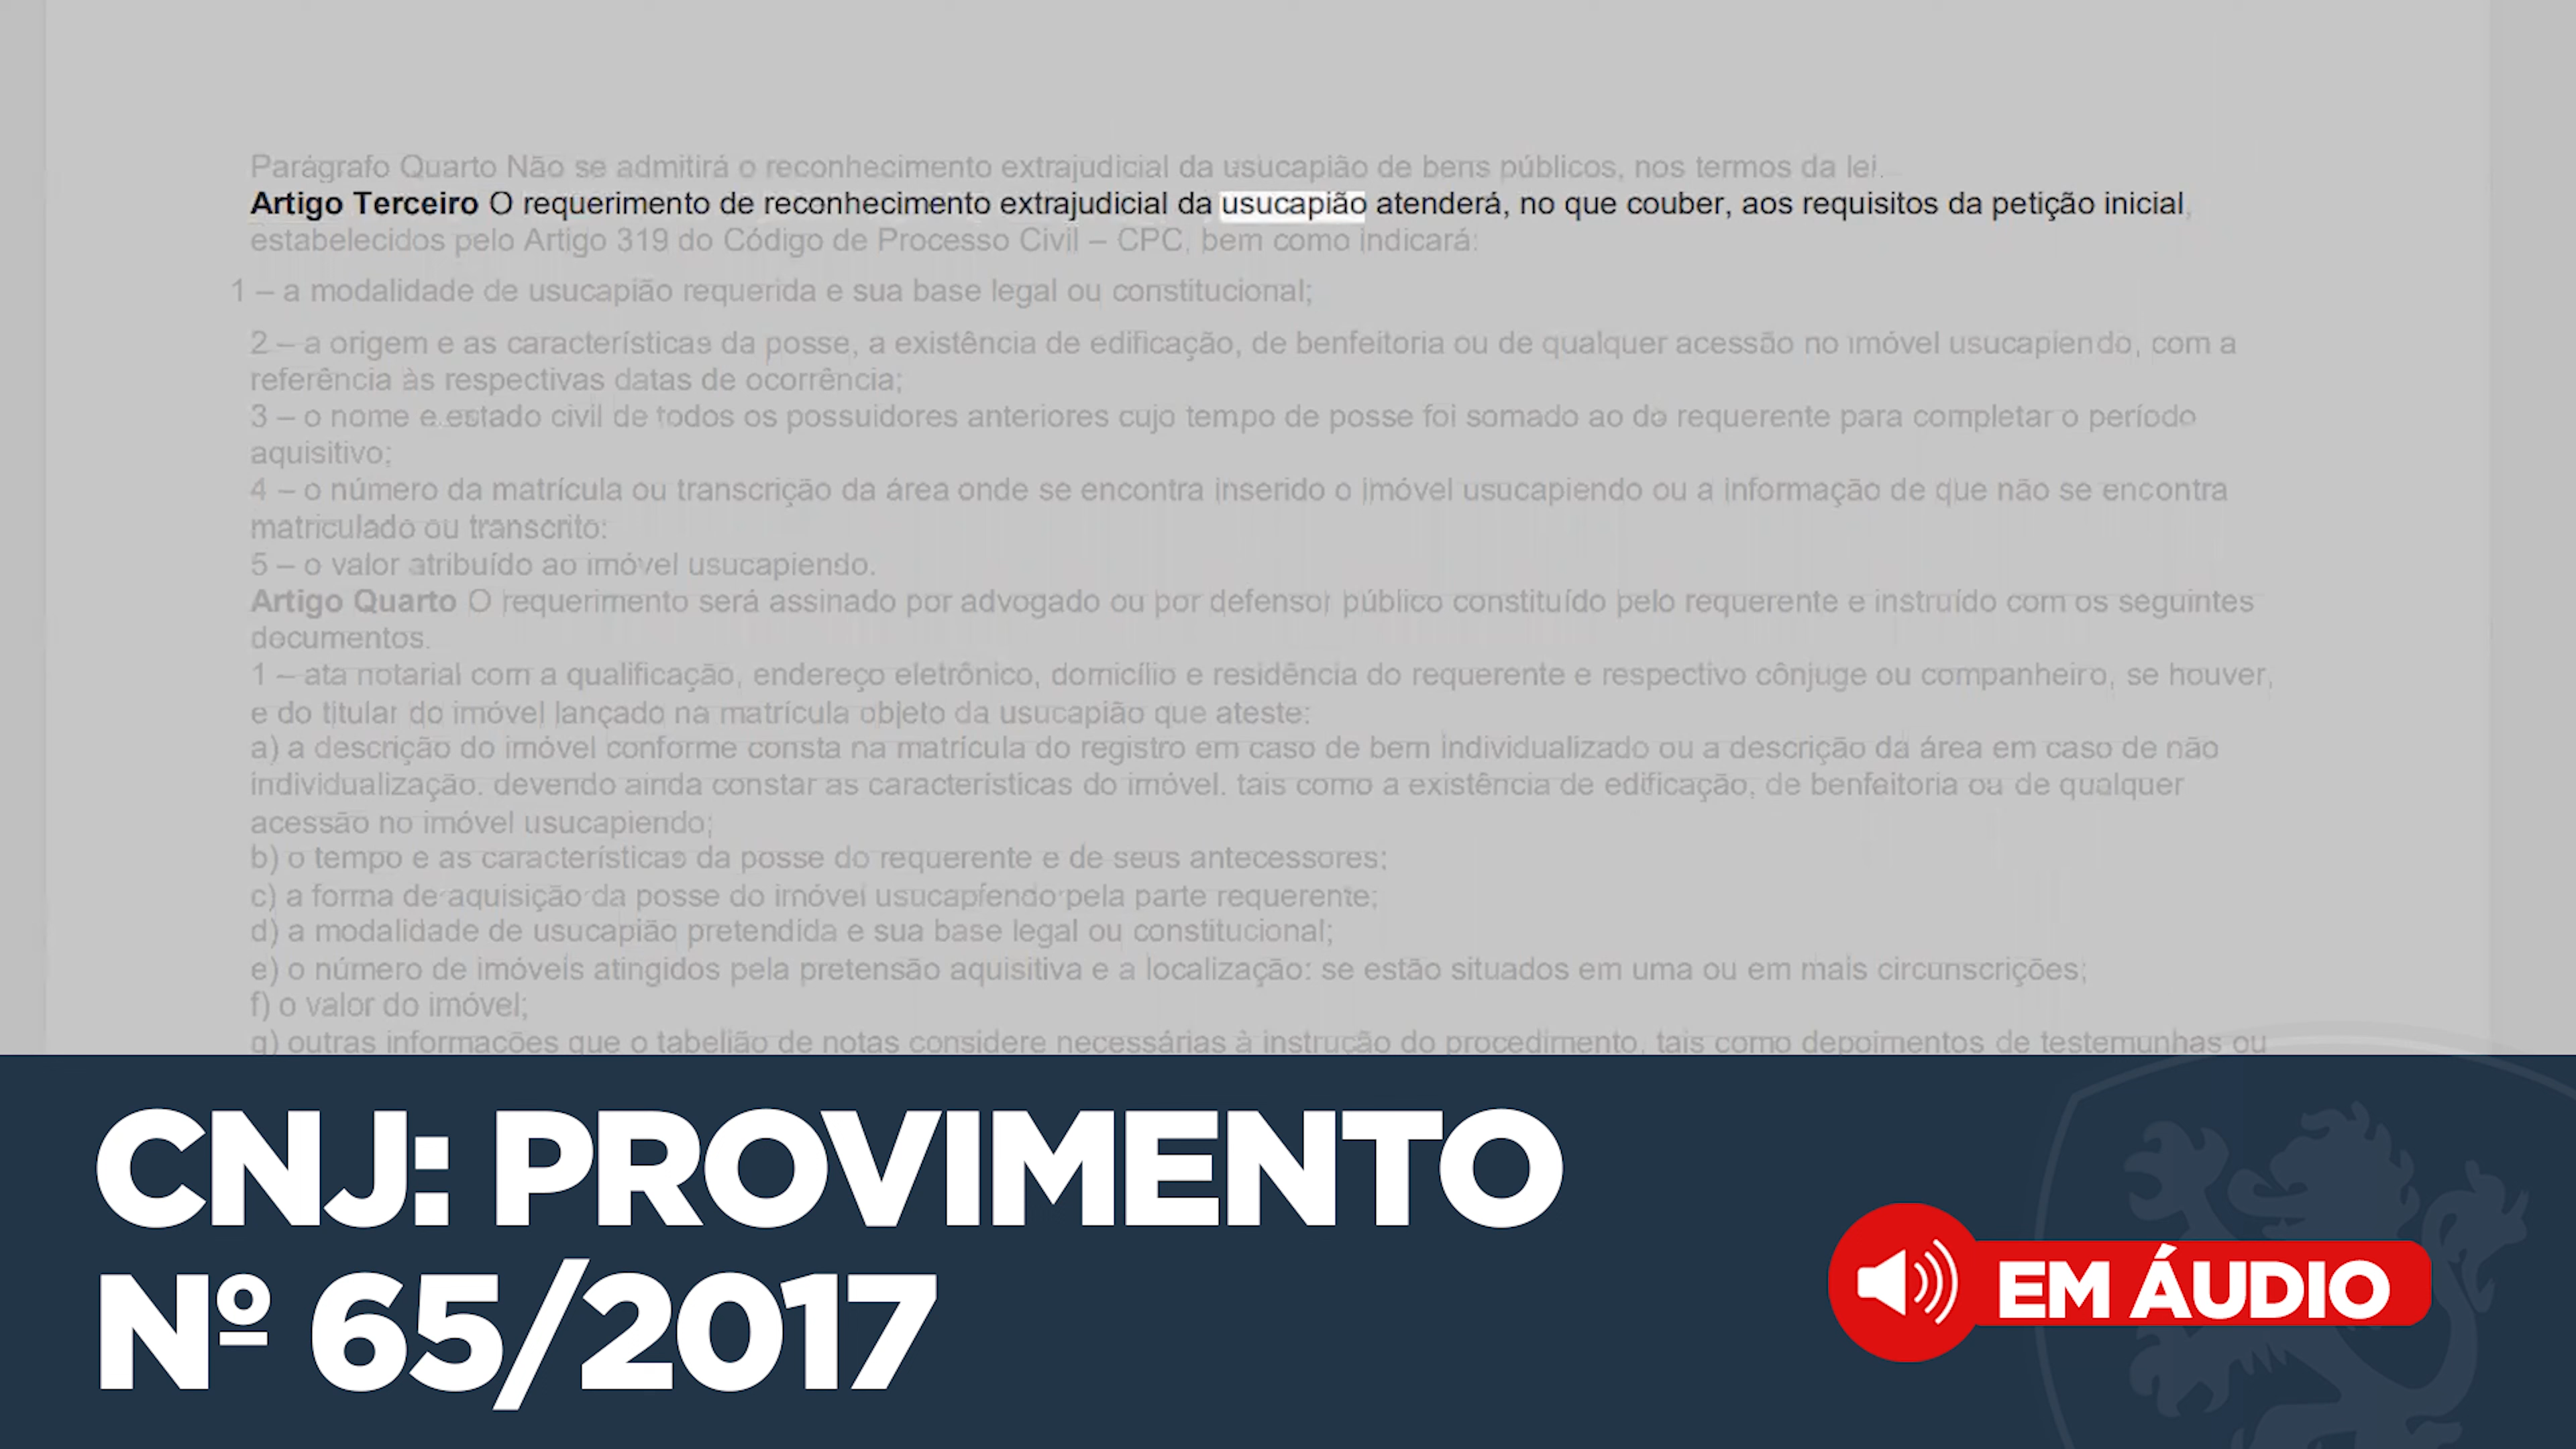 Parágrafo Quarto Não se admitirá o reconhecimento extrajudicial da usucapião de bens públicos, nos termos da lei.
Artigo Terceiro O requerimento de reconhecimento extrajudicial da usucapião atenderá, no que couber, aos requisitos da petição inicial,
estabelecidos pelo Artigo 319 do Código de Processo Civil – CPC, bem como indicará:
1 – a modalidade de usucapião requerida e sua base legal ou constitucional;
2 – a origem e as características da posse, a existência de edificação, de benfeitoria ou de qualquer acessão no imóvel usucapiendo, com a
referência às respectivas datas de ocorrência;
3 – o nome e estado civil de todos os possuidores anteriores cujo tempo de posse foi somado ao do requerente para completar o período
aquisitivo;
4 – o número da matrícula ou transcrição da área onde se encontra inserido o imóvel usucapiendo ou a informação de que não se encontra
matriculado ou transcrito:
5 – o valor atribuído ao imóvel usucapiendo.
Artigo Quarto O requerimento será assinado por advogado ou por defensor público constituído pelo requerente e instruído com os seguintes
documentos.
1 – ata notarial com a qualificação, endereço eletrônico, domicílio e residência do requerente e respectivo cônjuge ou companheiro, se houver,
e do titular do imóvel lançado na matrícula objeto da usucapião que ateste:
a) a descrição do imóvel conforme consta na matrícula do registro em caso de bem individualizado ou a descrição da área em caso de não
individualização. devendo ainda constar as características do imóvel. tais como a existência de edificação, de benfeitoria ou de qualquer
acessão no imóvel usucapiendo;
b) o tempo e as características da posse do requerente e de seus antecessores;
c) a forma de aquisição da posse do imóvel usucapiendo pela parte requerente;
d) a modalidade de usucapião pretendida e sua base legal ou constitucional;
e) o número de imóveis atingidos pela pretensão aquisitiva e a localização: se estão situados em uma ou em mais circunscrições;
f) o valor do imóvel;
g) outras informações que o tabelião de notas considere necessárias à instrução do procedimento, tais como depoimentos de testemunhas ou
CNJ: PROVIMENTO
Nº 65/2017
EM ÁUDIO